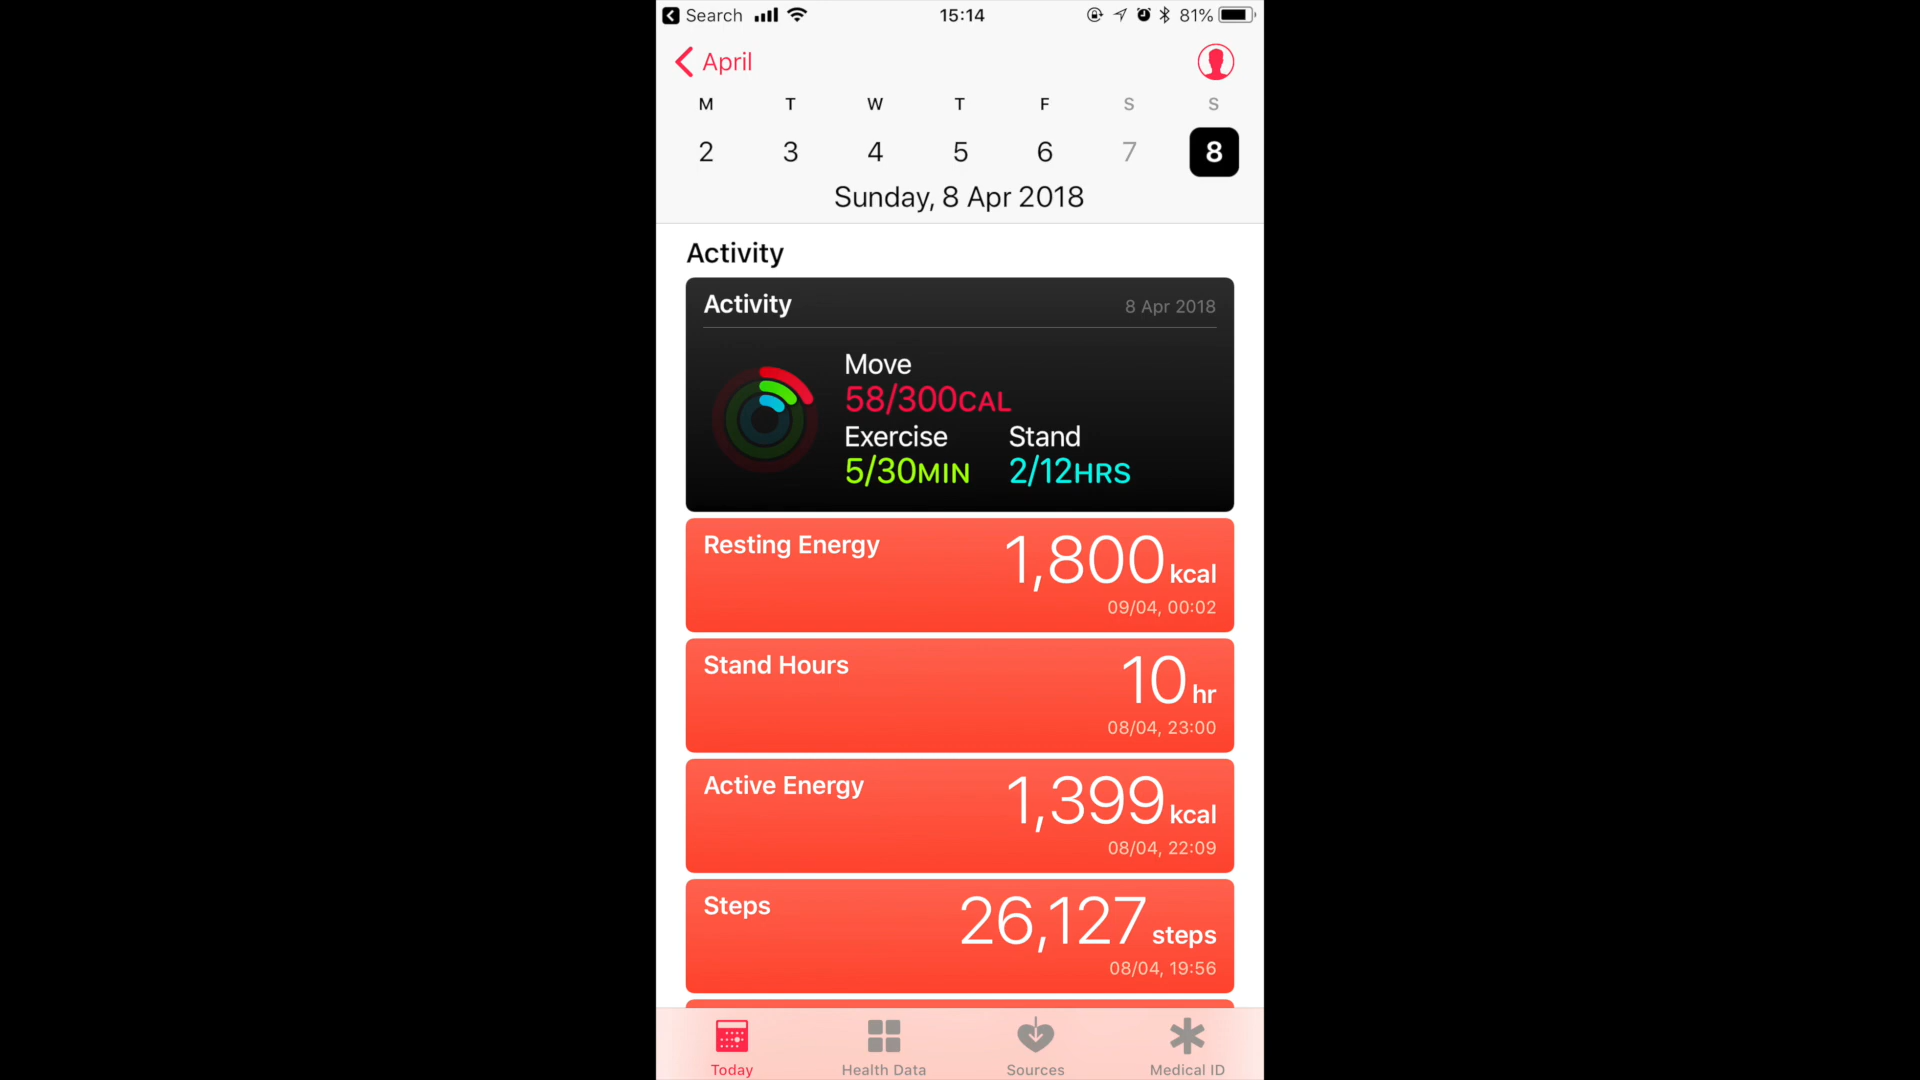 Search 15:14 81%
April
M T W T F S S
2 3 4 5 6 7 8
Sunday, 8 Apr 2018
Activity
Activity 8 Apr 2018
Move
58/300CAL
Exercise Stand
5/30MIN 2/12HRS
Resting Energy 1,800 kcal
09/04, 00:02
Stand Hours 10 hr
08/04, 23:00
Active Energy 1,399 kcal
08/04, 22:09
Steps 26,127 steps
08/04, 19:56
Today Health Data Sources Medical ID